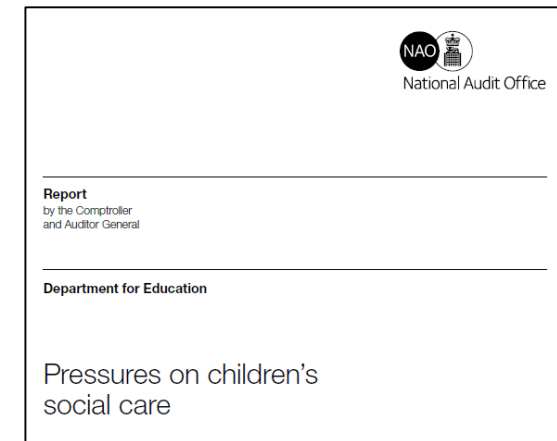 NAO
National Audit Office
Report
by the Comptroller
and Auditor General
Department for Education
Pressures on children's
social care